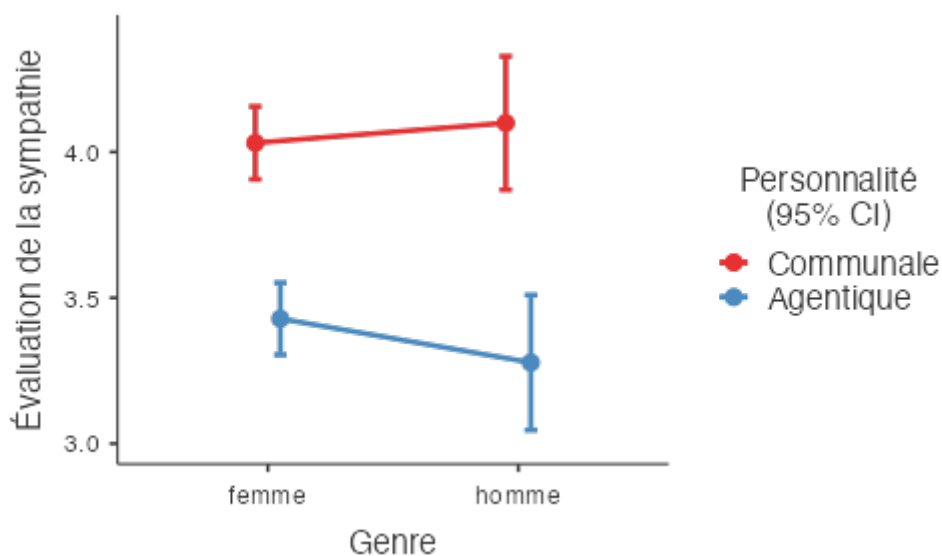 Évaluation de la sympathie
4.0
3.5
3.0
femme
homme
Genre
Personnalité
(95% CI)
Communale
Agentique